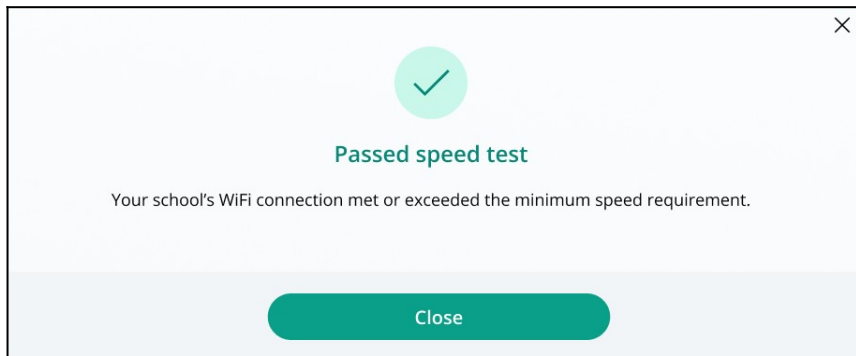 Passed speed test
Your school’s WiFi connection met or exceeded the minimum speed requirement.
Close